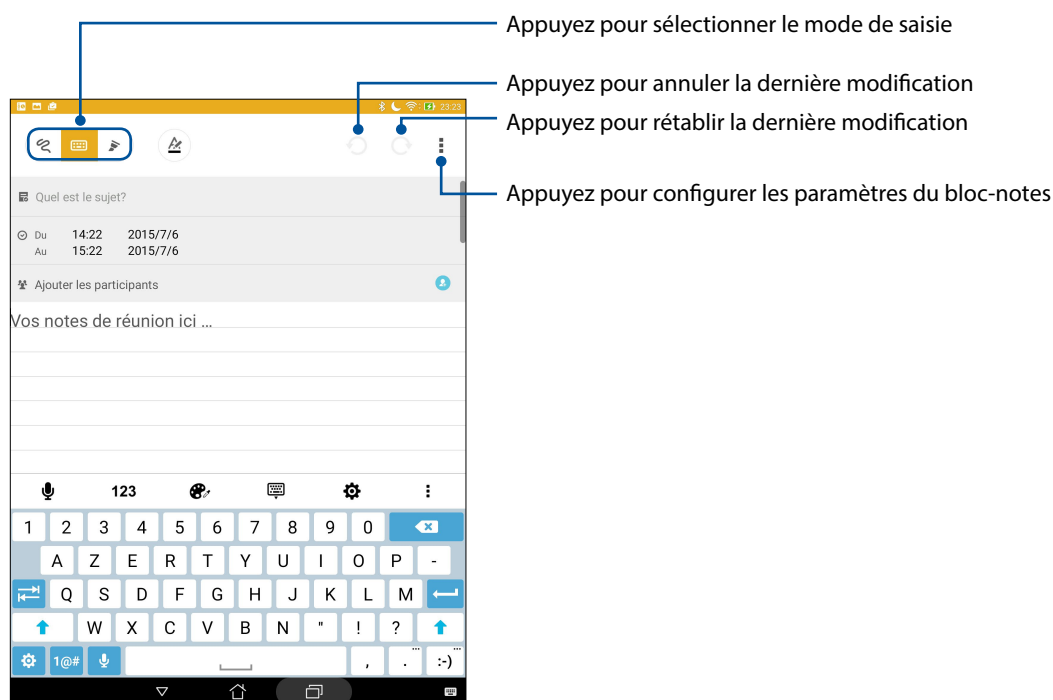 Appuyez pour sélectionner le mode de saisie
Appuyez pour annuler la dernière modification
Appuyez pour rétablir la dernière modification
Appuyez pour configurer les paramètres du bloc-notes
23:23
Quel est le sujet?
Du 14:22 2015/7/6
Au 15:22 2015/7/6
Ajouter les participants
Vos notes de réunion ici ...
123
1 2 3 4 5 6 7 8 9 0
A Z E R T Y U I O P -
Q S D F G H J K L M
W X C V B N " ! ?
1@# , . :-)